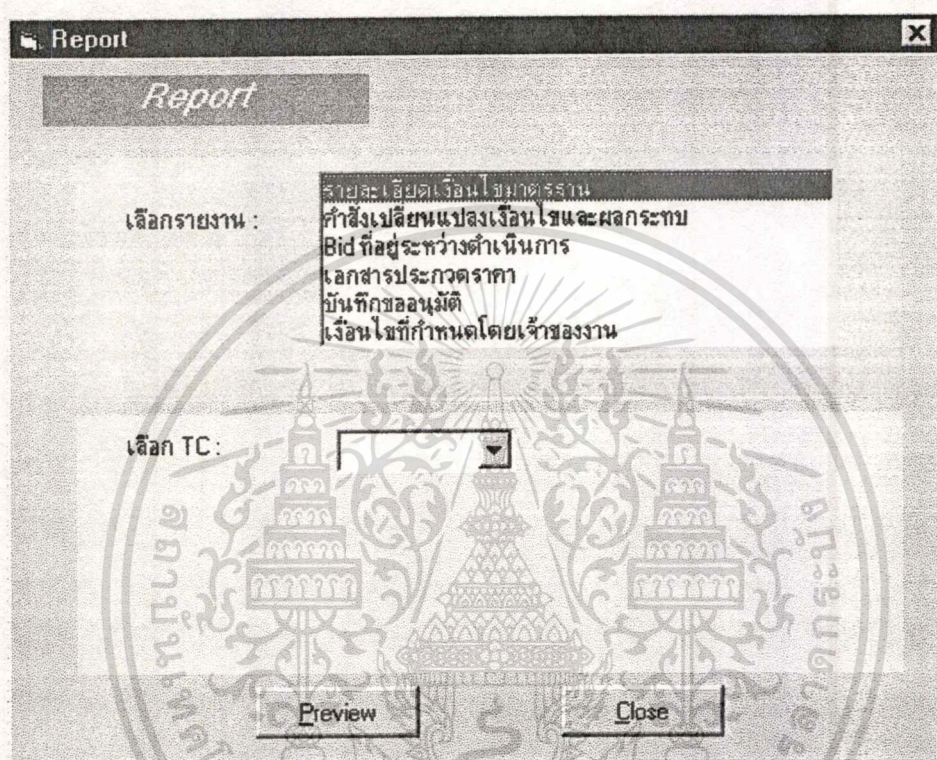 Report
Report
เลือกรายงาน :
รายละเอียดเงื่อนไขมาตรฐาน
คำสั่งเปลี่ยนแปลงเงื่อนไขและผลกระทบ
Bid ที่อยู่ระหว่างดำเนินการ
เอกสารประกวดราคา
บันทึกขออนุมัติ
เงื่อนไขที่กำหนดโดยเจ้าของงาน
เลือก TC :
Preview
Close